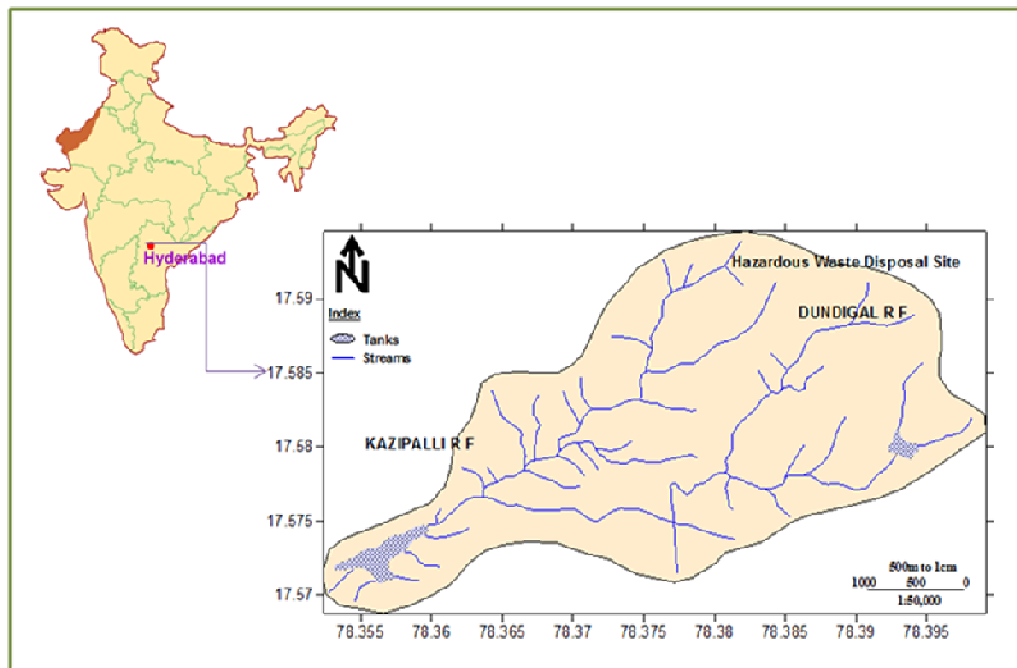 Hyderabad
N
Hazardous Waste Disposal Site
17.59
Index
DUNDIGAL R F
Tanks
Streams
17.585
KAZIPALLI R F
17.58
17.575
17.57
500m to 1cm
1000 500 0
1:50,000
78.355 78.36 78.365 78.37 78.375 78.38 78.385 78.39 78.395